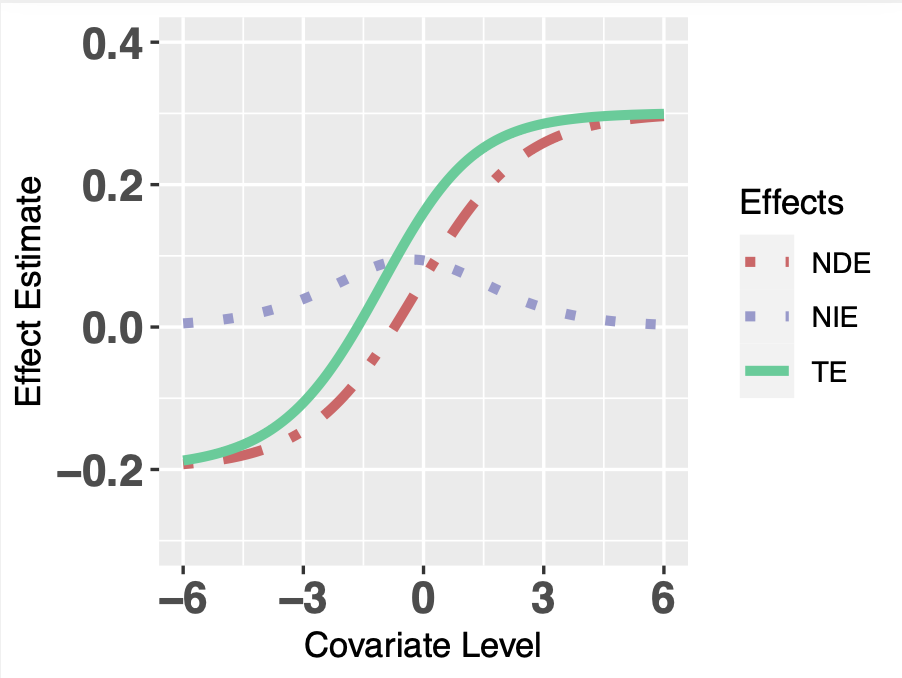 0.4
0.2
0.0
−0.2
Effect Estimate
−6 −3 0 3 6
Covariate Level
Effects
NDE
NIE
TE